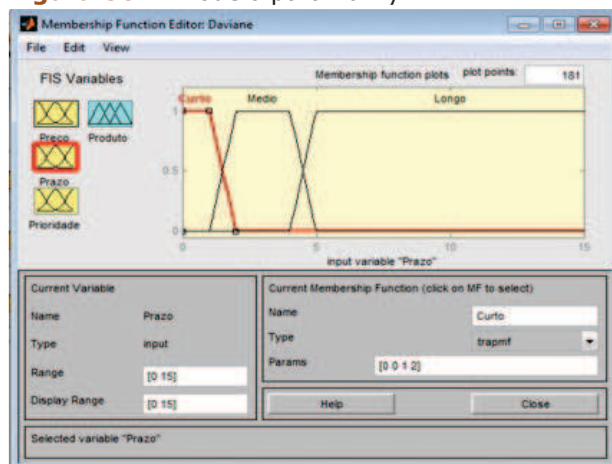 Membership Function Editor: Daviane
File Edit View
FIS Variables
Membership function plots plot points: 181
Preco Produto
Prazo
Prioridade
Curto Medio Longo
1
0.5
0
0 5 10 15
input variable "Prazo"
Current Variable
Name Prazo
Type input
Range [0 15]
Display Range [0 15]
Current Membership Function (click on MF to select)
Name Curto
Type trapmf
Params [0 0 1 2]
Help Close
Selected variable "Prazo"